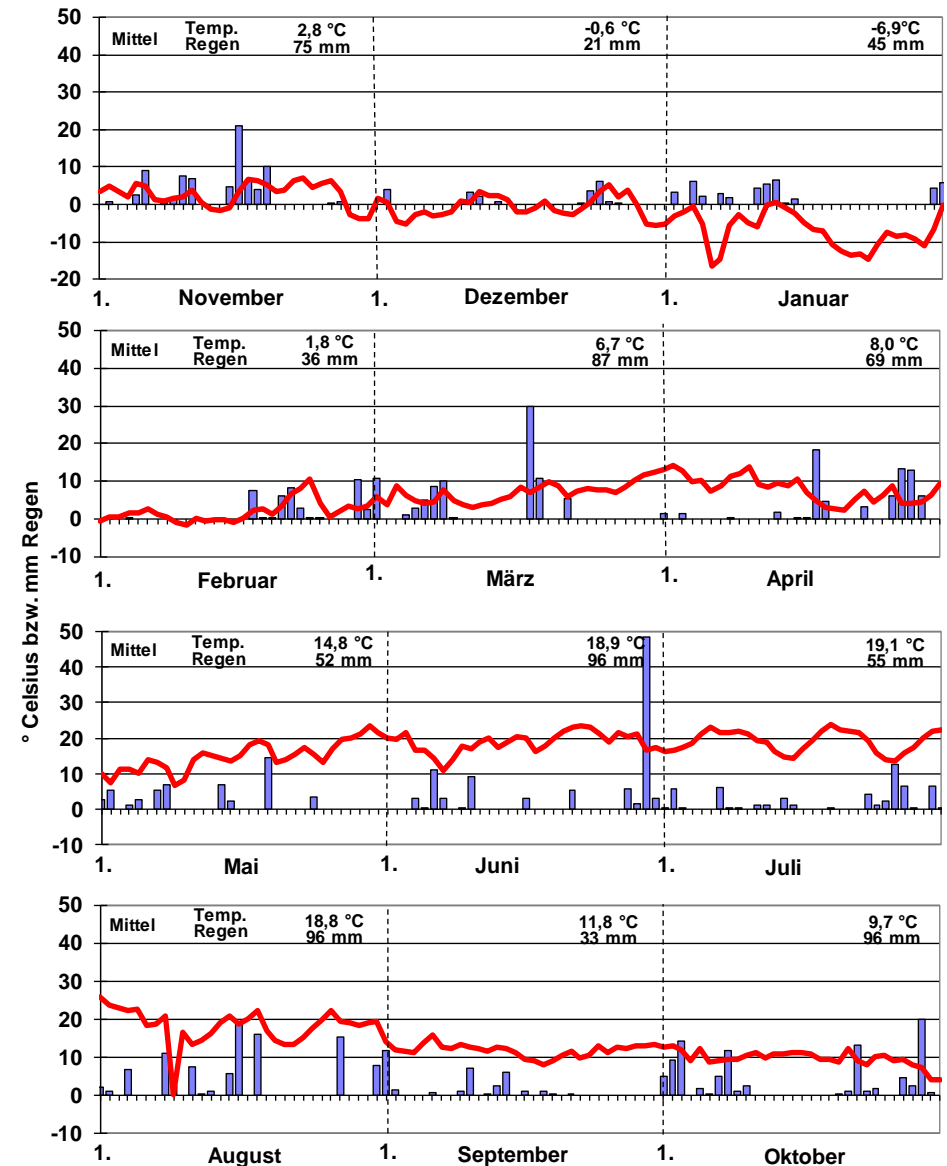 ° Celsius bzw. mm Regen
50
40
30
20
10
0
-10
-20
Mittel Temp. 2,8 °C -0,6 °C -6,9°C
Regen 75 mm 21 mm 45 mm
1. November 1. Dezember 1. Januar
50
40
30
20
10
0
-10
Mittel Temp. 1,8 °C 6,7 °C 8,0 °C
Regen 36 mm 87 mm 69 mm
1. Februar 1. März 1. April
50
40
30
20
10
0
-10
Mittel Temp. 14,8 °C 18,9 °C 19,1 °C
Regen 52 mm 96 mm 55 mm
1. Mai 1. Juni 1. Juli
50
40
30
20
10
0
-10
Mittel Temp. 18,8 °C 11,8 °C 9,7 °C
Regen 96 mm 33 mm 96 mm
1. August 1. September 1. Oktober